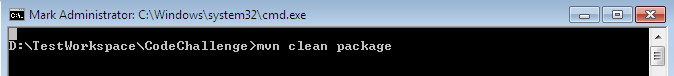 Mark Administrator: C:\Windows\system32\cmd.exe
D:\TestWorkspace\CodeChallenge>mvn clean package